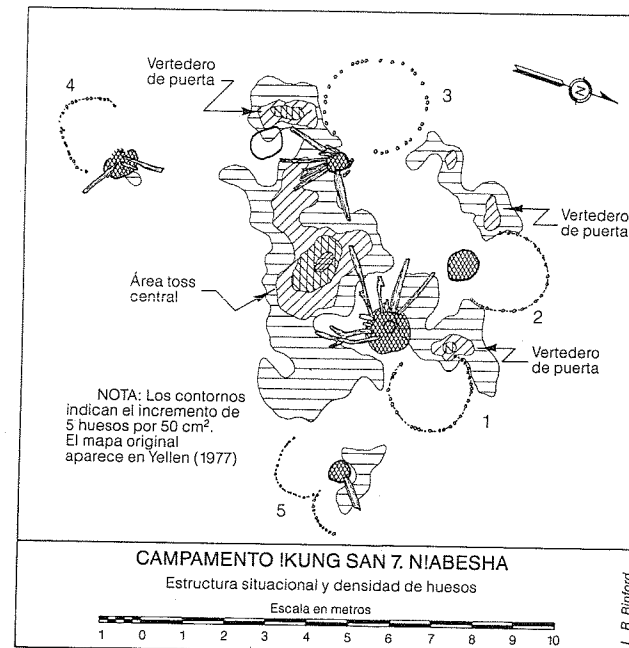 Vertedero
de puerta
4
3
N
Vertedero
de puerta
Área toss
central
2
Vertedero
de puerta
NOTA: Los contornos
indican el incremento de
5 huesos por 50 cm².
El mapa original
aparece en Yellen (1977)
1
5
CAMPAMENTO !KUNG SAN 7. N!ABESHA
Estructura situacional y densidad de huesos
Escala en metros
1 0 1 2 3 4 5 6 7 8 9 10
L. R. Binford